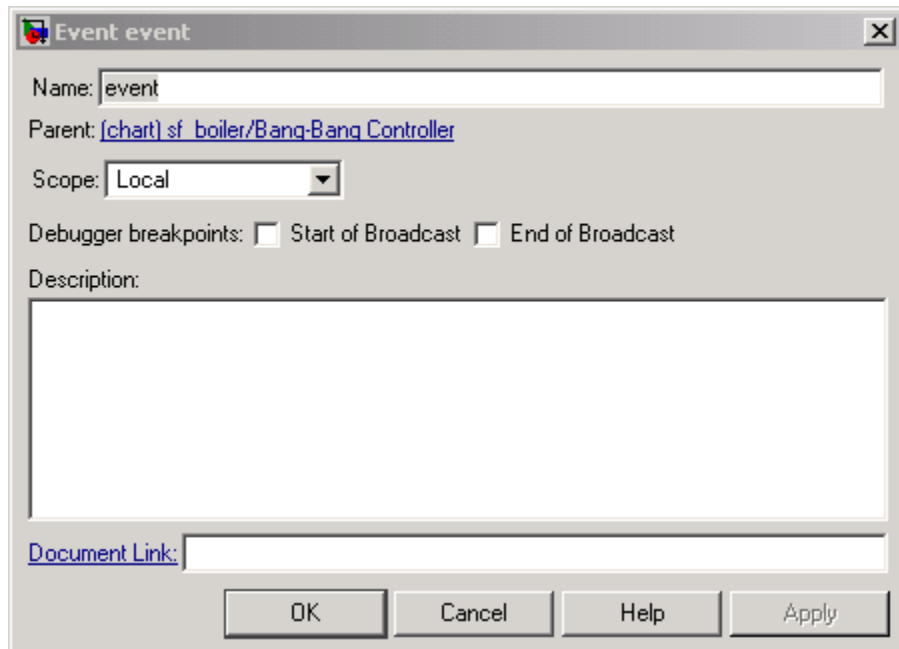 Event event
Name: event
Parent: (chart) sf_boiler/Bang-Bang Controller
Scope: Local
Debugger breakpoints: Start of Broadcast End of Broadcast
Description:
Document Link:
OK Cancel Help Apply